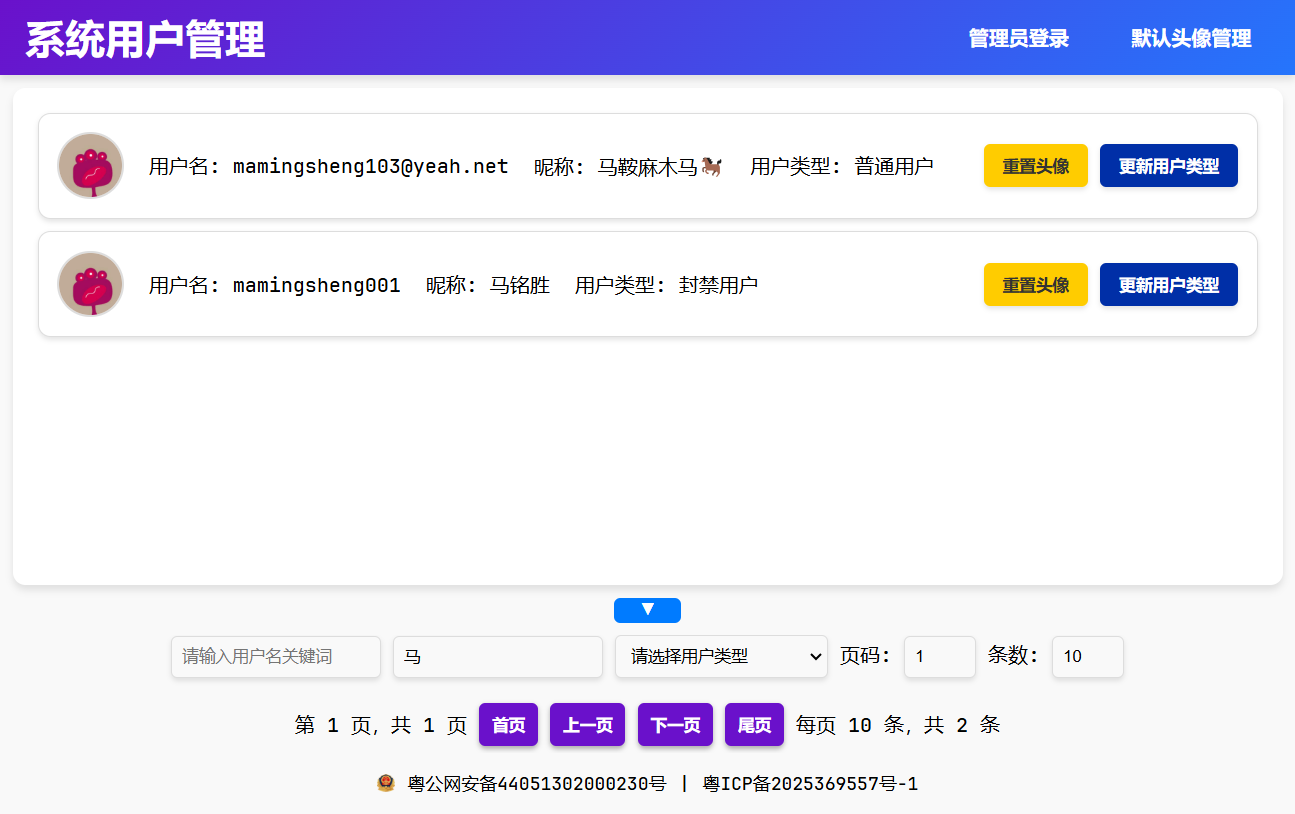 系统用户管理 管理员登录 默认头像管理
用户名: mamingsheng103@yeah.net 昵称: 马鞍麻木马🐎 用户类型: 普通用户 重置头像 更新用户类型
用户名: mamingsheng001 昵称: 马铭胜 用户类型: 封禁用户 重置头像 更新用户类型
▼
请输入用户名关键词 马 请选择用户类型 页码: 1 条数: 10
第 1 页, 共 1 页 首页 上一页 下一页 尾页 每页 10 条, 共 2 条
粤公网安备44051302000230号 | 粤ICP备2025369557号-1